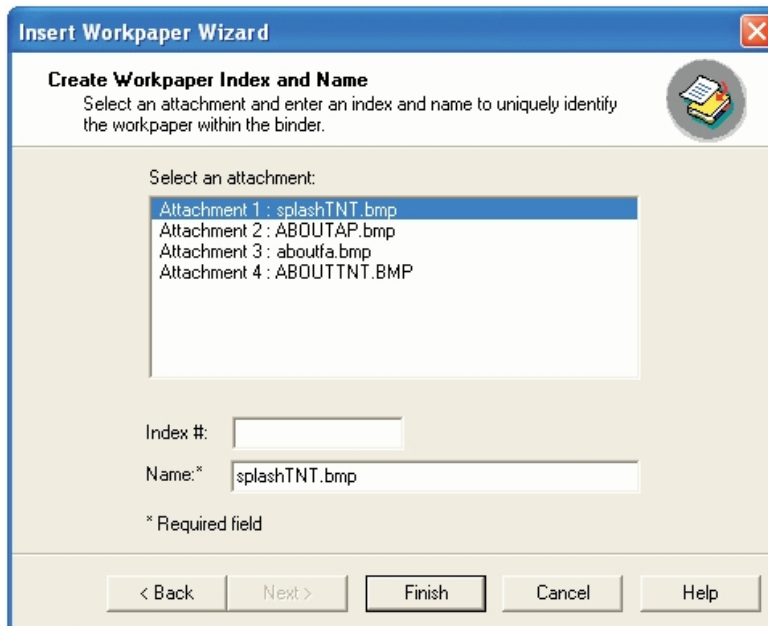 Insert Workpaper Wizard
Create Workpaper Index and Name
Select an attachment and enter an index and name to uniquely identify
the workpaper within the binder.
Select an attachment:
Attachment 1 : splashTNT.bmp
Attachment 2 : ABOUTAP.bmp
Attachment 3 : aboutfa.bmp
Attachment 4 : ABOUTTNT.BMP
Index #:
Name:* splashTNT.bmp
* Required field
< Back Next > Finish Cancel Help